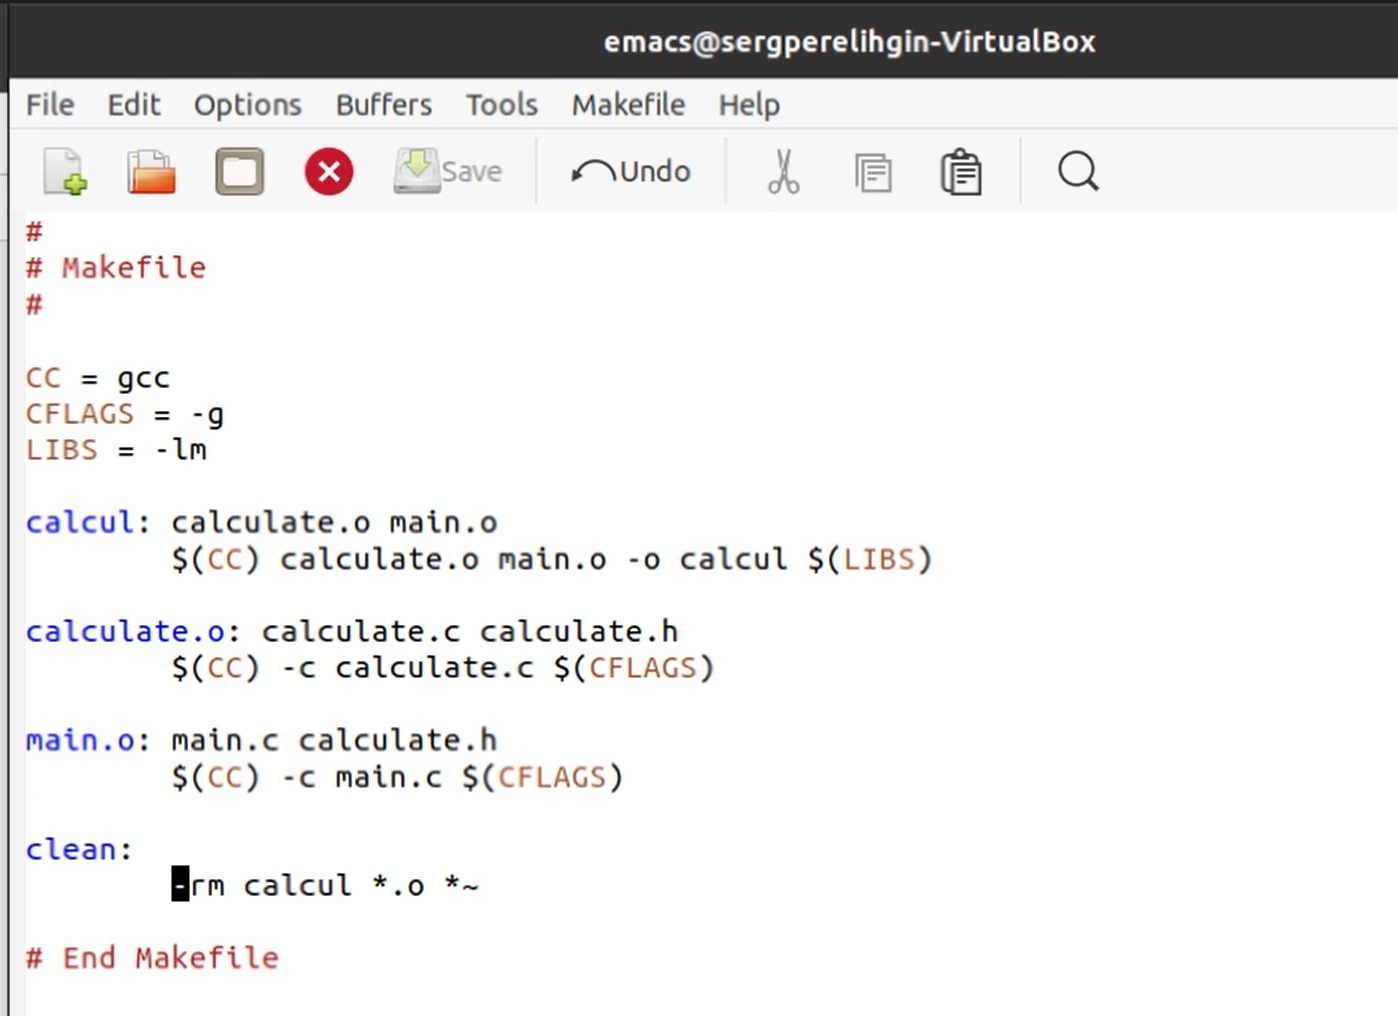 emacs@sergperelihgin-VirtualBox
File Edit Options Buffers Tools Makefile Help
Save Undo
#
# Makefile
#
CC = gcc
CFLAGS = -g
LIBS = -lm
calcul: calculate.o main.o
$(CC) calculate.o main.o -o calcul $(LIBS)
calculate.o: calculate.c calculate.h
$(CC) -c calculate.c $(CFLAGS)
main.o: main.c calculate.h
$(CC) -c main.c $(CFLAGS)
clean:
-rm calcul *.o *~
# End Makefile